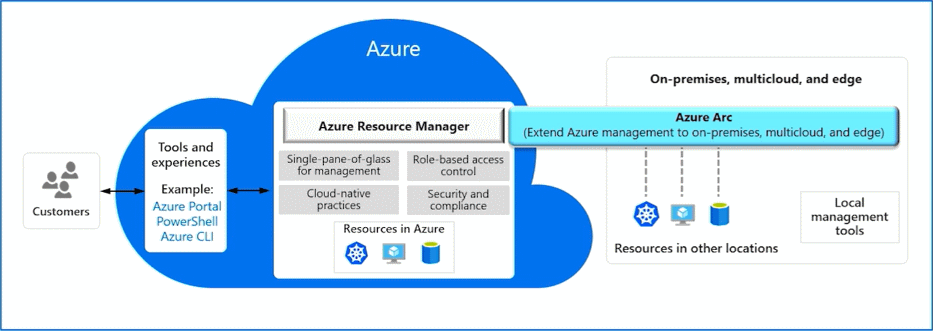 Azure
On-premises, multicloud, and edge
Azure Resource Manager
Azure Arc
(Extend Azure management to on-premises, multicloud, and edge)
Customers
Tools and
experiences
Example:
Azure Portal
PowerShell
Azure CLI
Single-pane-of-glass
for management
Role-based access
control
Cloud-native
practices
Security and
compliance
Resources in Azure
Resources in other locations
Local
management
tools